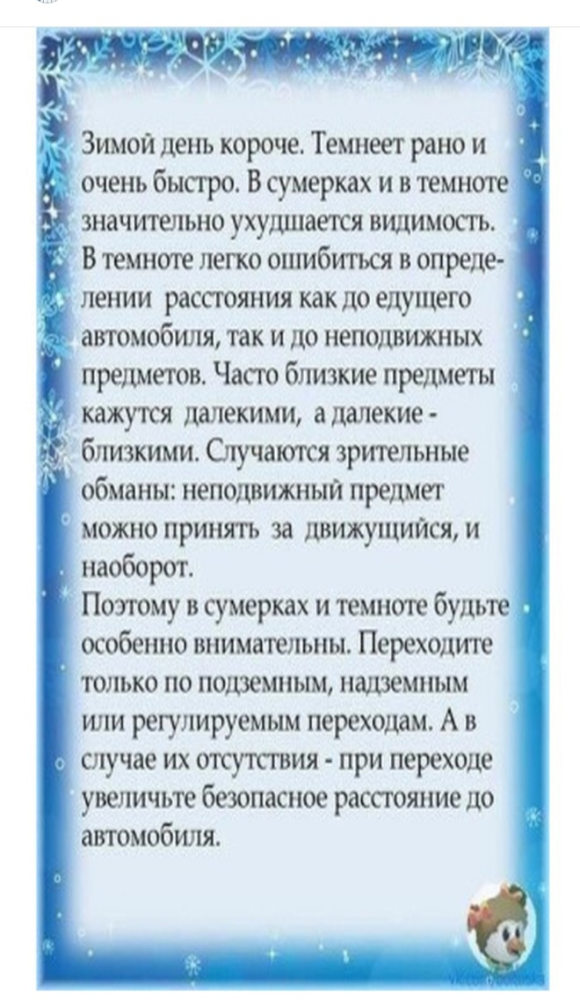 Зимой день короче. Темнеет рано и
очень быстро. В сумерках и в темноте
значительно ухудшается видимость.
В темноте легко ошибиться в опреде-
лении расстояния как до едущего
автомобиля, так и до неподвижных
предметов. Часто близкие предметы
кажутся далекими, а далекие -
близкими. Случаются зрительные
обманы: неподвижный предмет
можно принять за движущийся, и
наоборот.
Поэтому в сумерках и темноте будьте
особенно внимательны. Переходите
только по подземным, надземным
или регулируемым переходам. А в
случае их отсутствия - при переходе
увеличьте безопасное расстояние до
автомобиля.